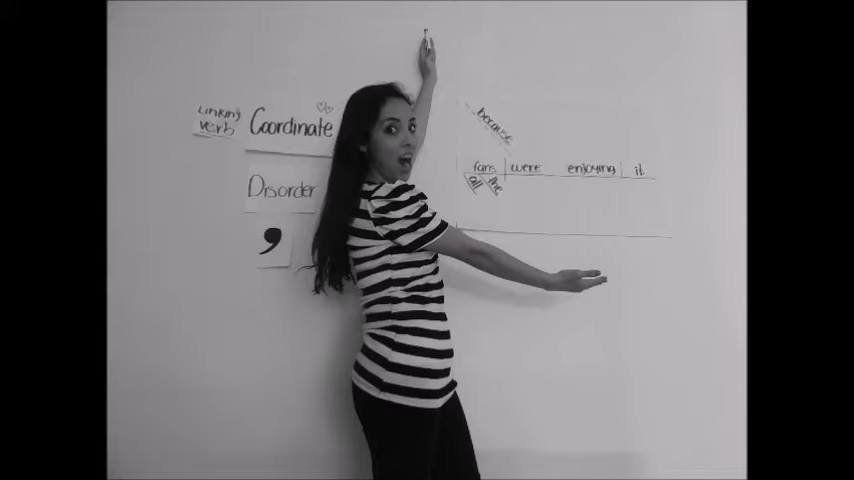 Linking
verb
Coordinate
Disorder
,
because
fans were enjoying it.
all the